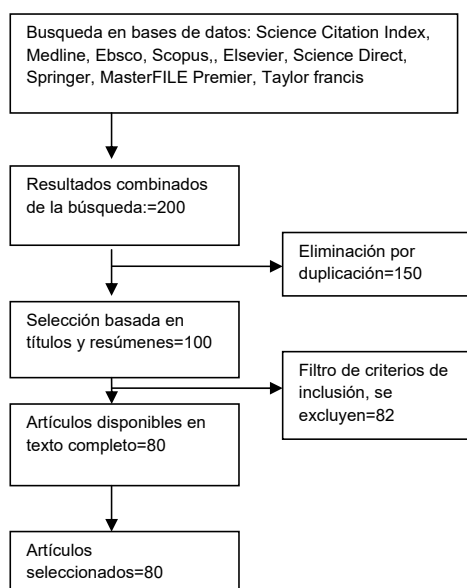 Busqueda en bases de datos: Science Citation Index,
Medline, Ebsco, Scopus,, Elsevier, Science Direct,
Springer, MasterFILE Premier, Taylor francis
Resultados combinados
de la búsqueda:=200
Eliminación por
duplicación=150
Selección basada en
títulos y resúmenes=100
Filtro de criterios de
inclusión, se
excluyen=82
Artículos disponibles en
texto completo=80
Artículos
seleccionados=80